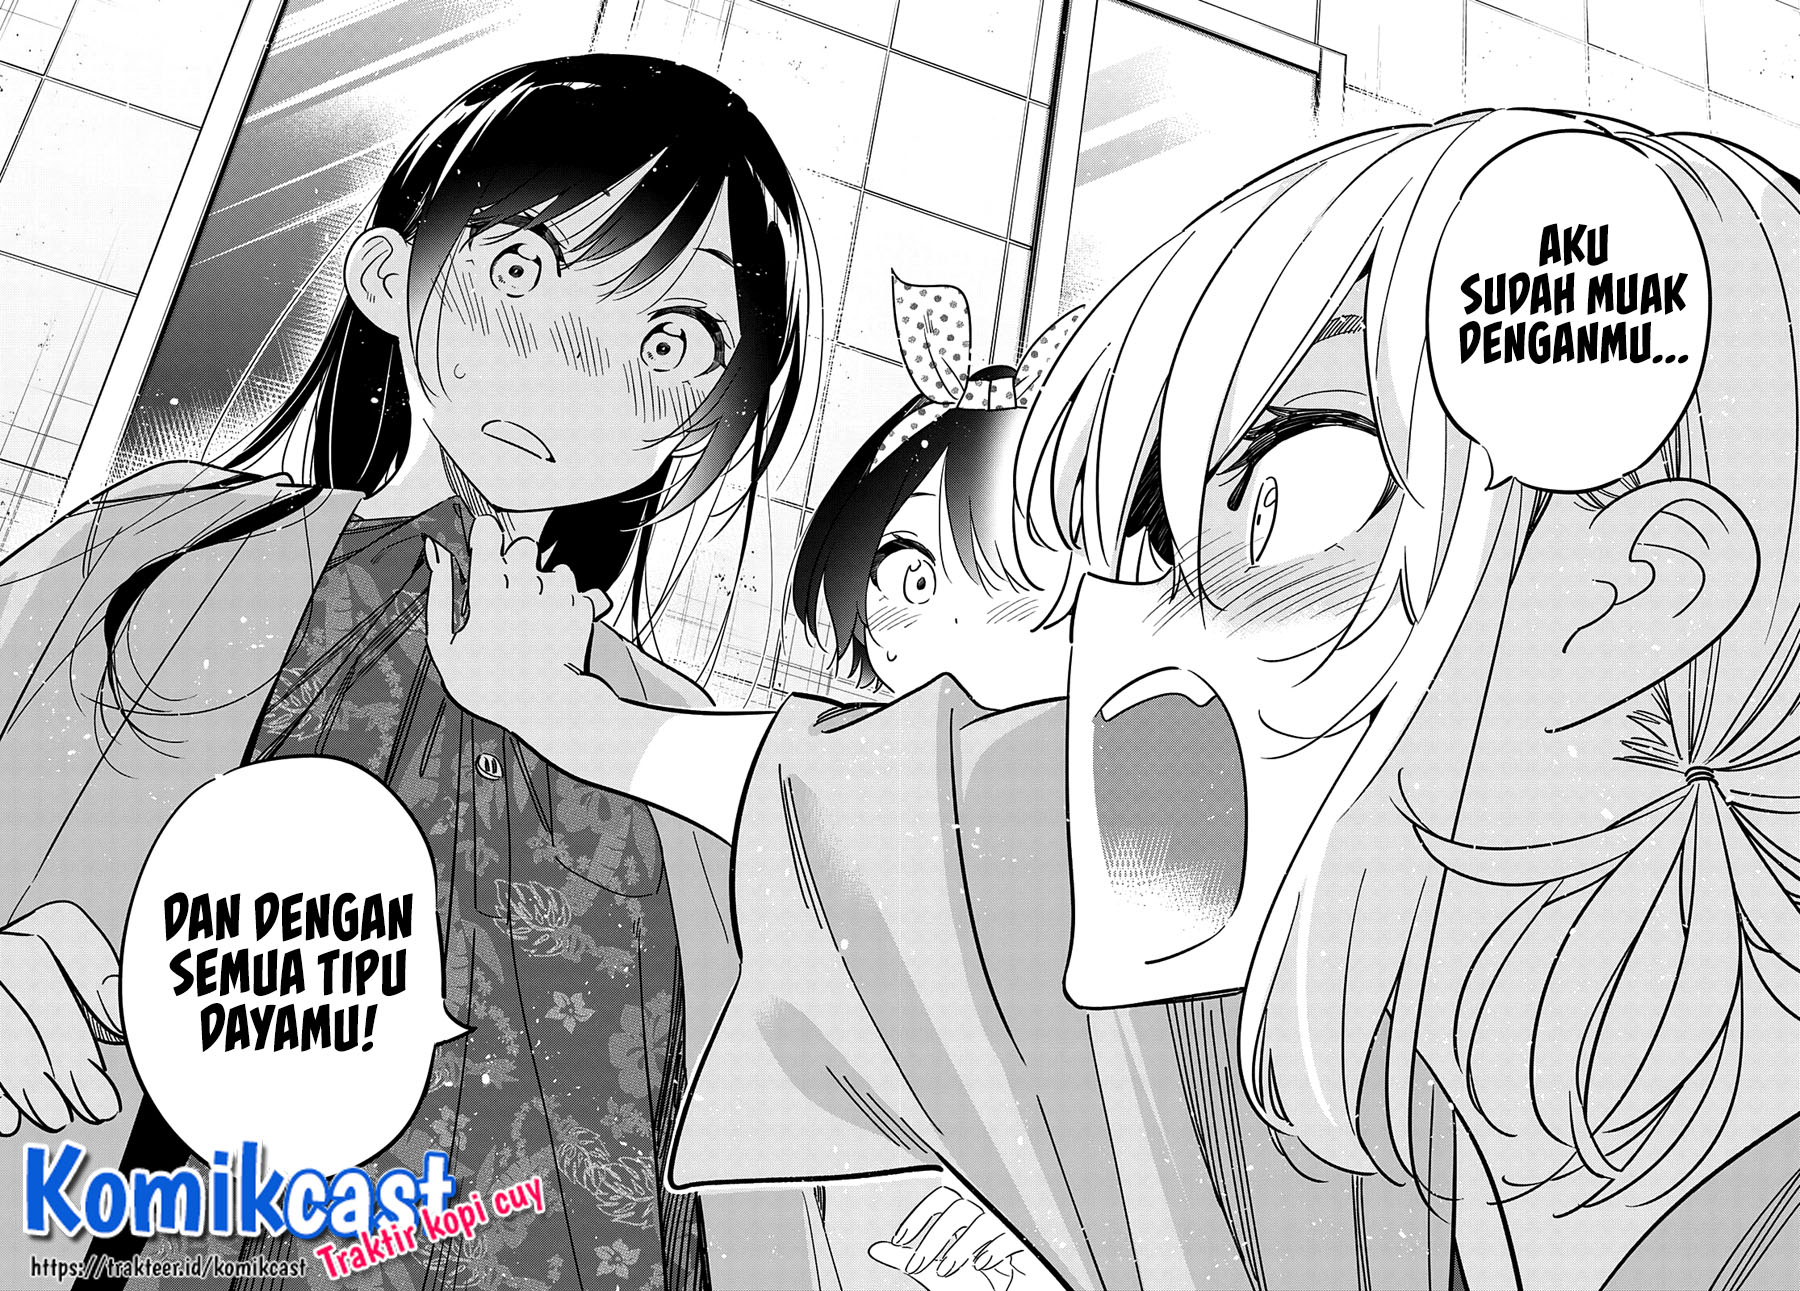 AKU
SUDAH MUAK
DENGANMU...
DAN DENGAN
SEMUA TIPU
DAYAMU!
Komikcast
Traktir kopi cuy
https://trakteer.id/komikcast